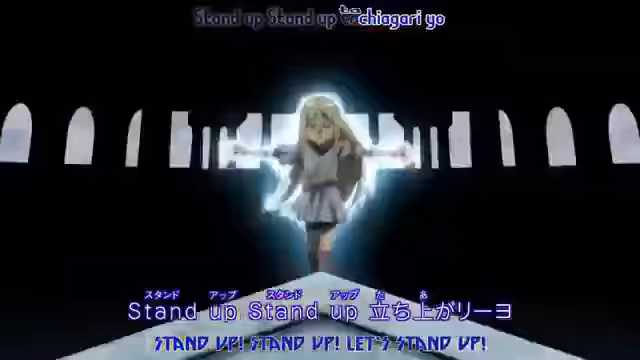 Stand up Stand up tachiagari yo
スタンド アップ スタンド アップ た あ
Stand up Stand up 立ち上がリーヨ
STAND UP! STAND UP! LET'S STAND UP!